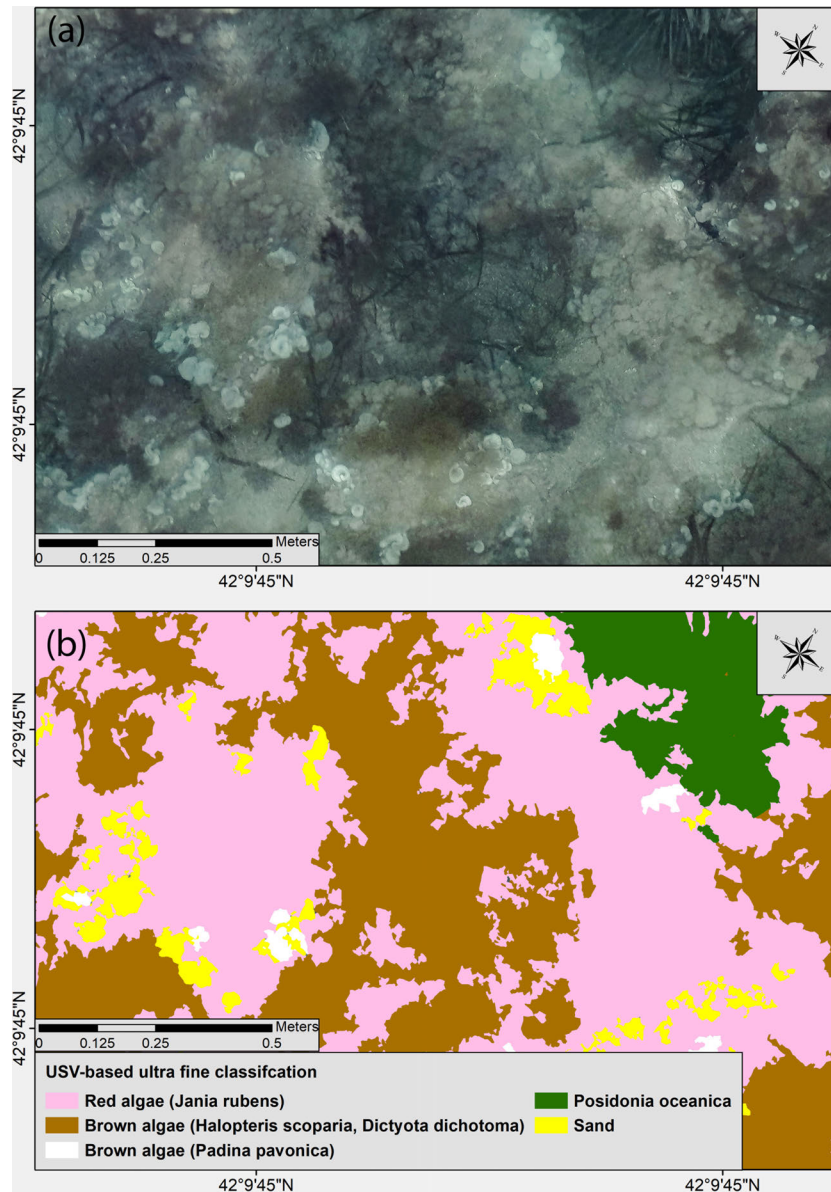 (a)
W N
S E
42°9'45"N
42°9'45"N
Meters
0 0.125 0.25 0.5
42°9'45"N 42°9'45"N
(b)
W N
S E
42°9'45"N
42°9'45"N
Meters
0 0.125 0.25 0.5
USV-based ultra fine classifcation
Red algae (Jania rubens)
Posidonia oceanica
Brown algae (Halopteris scoparia, Dictyota dichotoma)
Sand
Brown algae (Padina pavonica)
42°9'45"N 42°9'45"N